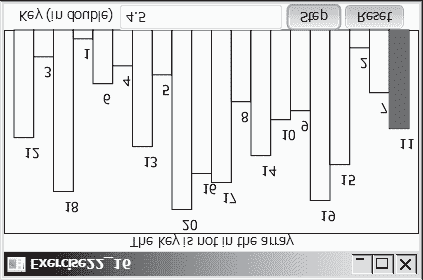 Exercise22_16
The key is not in the array
12 3 18 1 6 4 13 5 20 16 17 8 14 10 9 19 15 2 7 11
Key (in double) 4.5 Step Reset